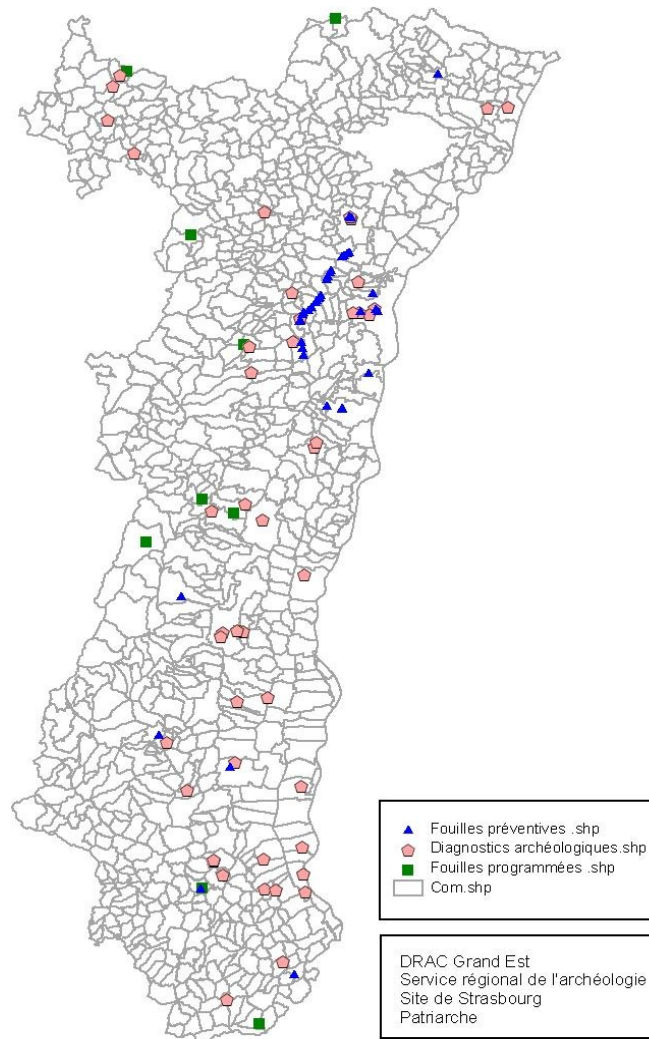 Fouilles préventives .shp
Diagnostics archéologiques.shp
Fouilles programmées .shp
Com.shp
DRAC Grand Est
Service régional de l'archéologie
Site de Strasbourg
Patriarche